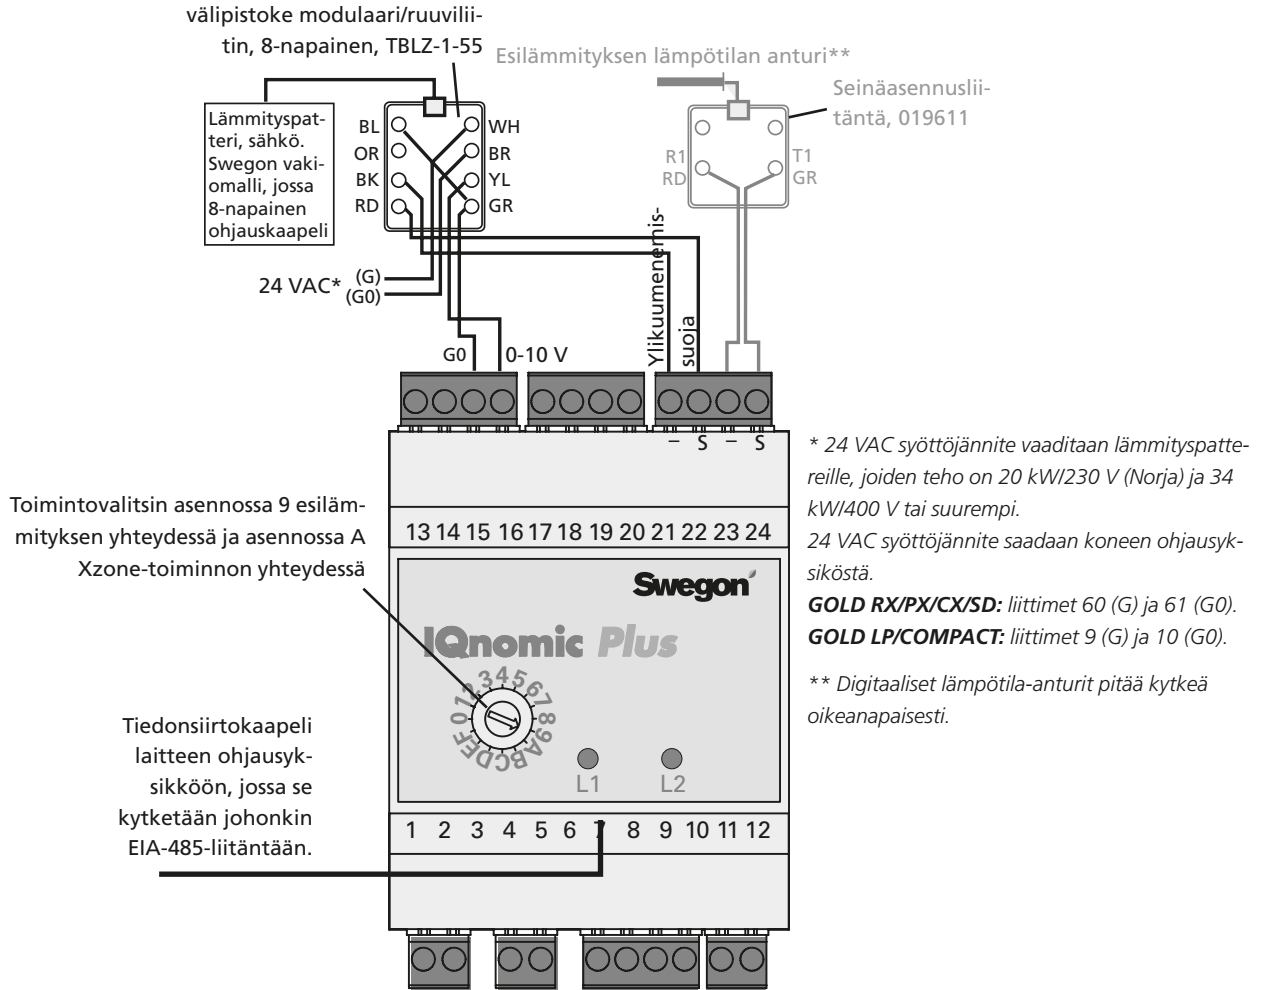 välipistoke modulaari/ruuvilii-
tin, 8-napainen, TBLZ-1-55
Esilämmityksen lämpötilan anturi**
Seinäasennuslii-
täntä, 019611
Lämmityspat-
teri, sähkö.
Swegon vaki-
omalli, jossa
8-napainen
ohjauskaapeli
BL
OR
BK
RD
WH
BR
YL
GR
R1
RD
T1
GR
24 VAC*
(G)
(G0)
G0
0-10 V
Ylikuumenemis-
suoja
– S – S
13 14 15 16 17 18 19 20 21 22 23 24
Toimintovalitsin asennossa 9 esiläm-
mityksen yhteydessä ja asennossa A
Xzone-toiminnon yhteydessä
Swegon
IQnomic Plus
0 1 2 3 4 5 6 7 8 9 A B C D E F
L1
L2
Tiedonsiirtokaapeli
laitteen ohjausyk-
sikköön, jossa se
kytketään johonkin
EIA-485-liitäntään.
1 2 3 4 5 6 7 8 9 10 11 12
* 24 VAC syöttöjännite vaaditaan lämmityspatte-
reille, joiden teho on 20 kW/230 V (Norja) ja 34
kW/400 V tai suurempi.
24 VAC syöttöjännite saadaan koneen ohjausyk-
siköstä.
GOLD RX/PX/CX/SD: liittimet 60 (G) ja 61 (G0).
GOLD LP/COMPACT: liittimet 9 (G) ja 10 (G0).
** Digitaaliset lämpötila-anturit pitää kytkeä
oikeanapaisesti.